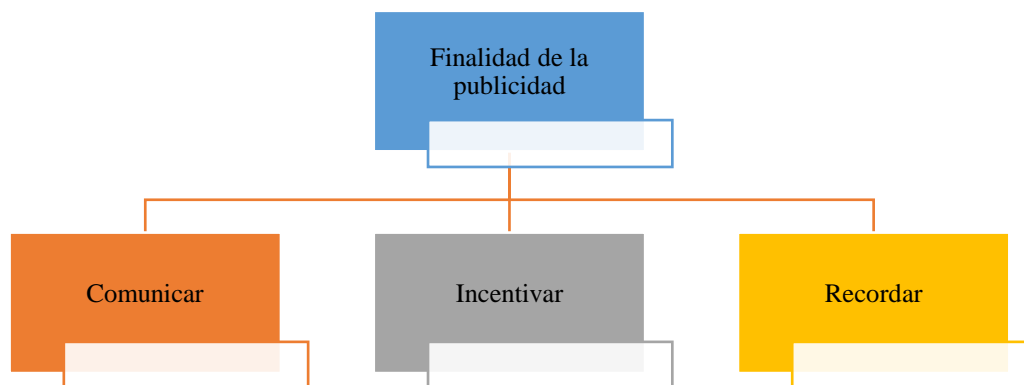 Finalidad de la
publicidad
Comunicar
Incentivar
Recordar